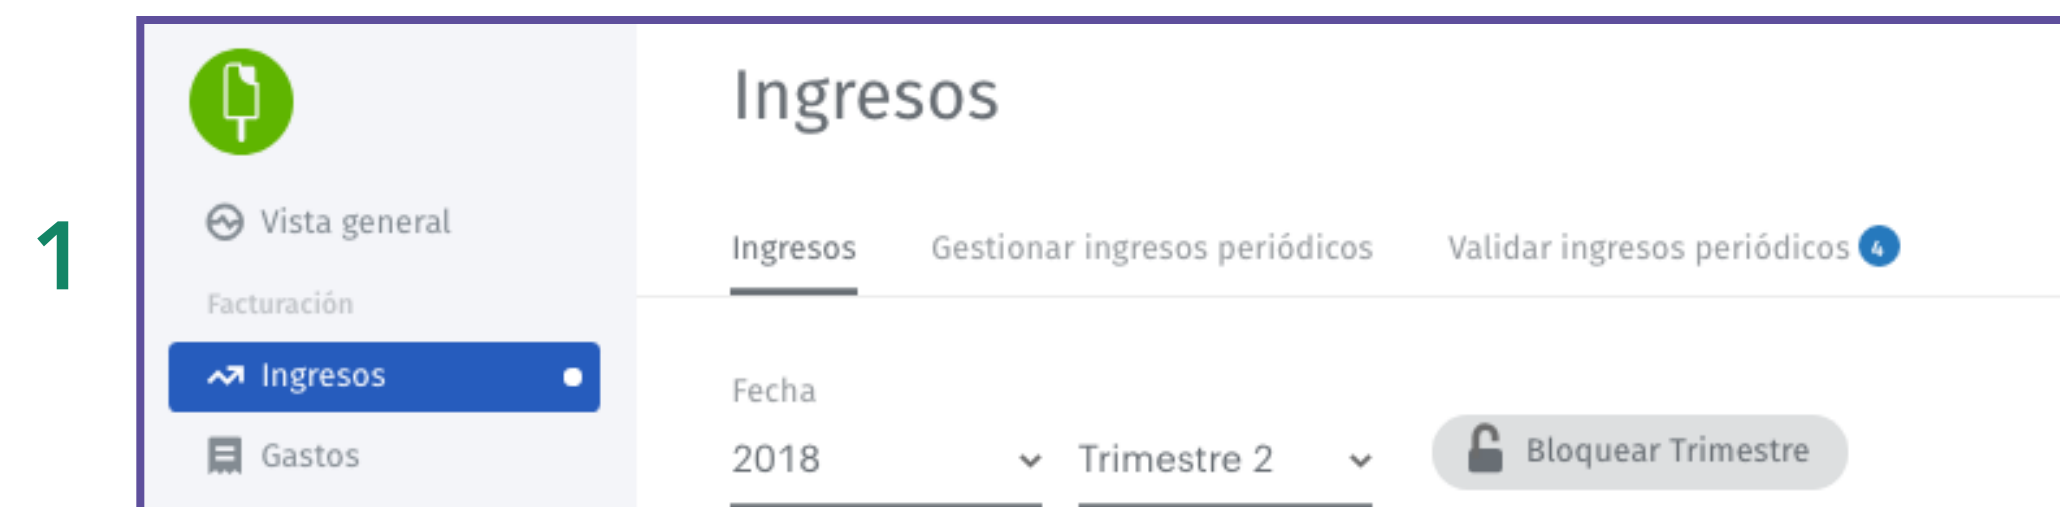 1
Vista general
Facturación
Ingresos
Gastos
Ingresos
Ingresos Gestionar ingresos periódicos Validar ingresos periódicos 4
Fecha
2018 Trimestre 2 Bloquear Trimestre